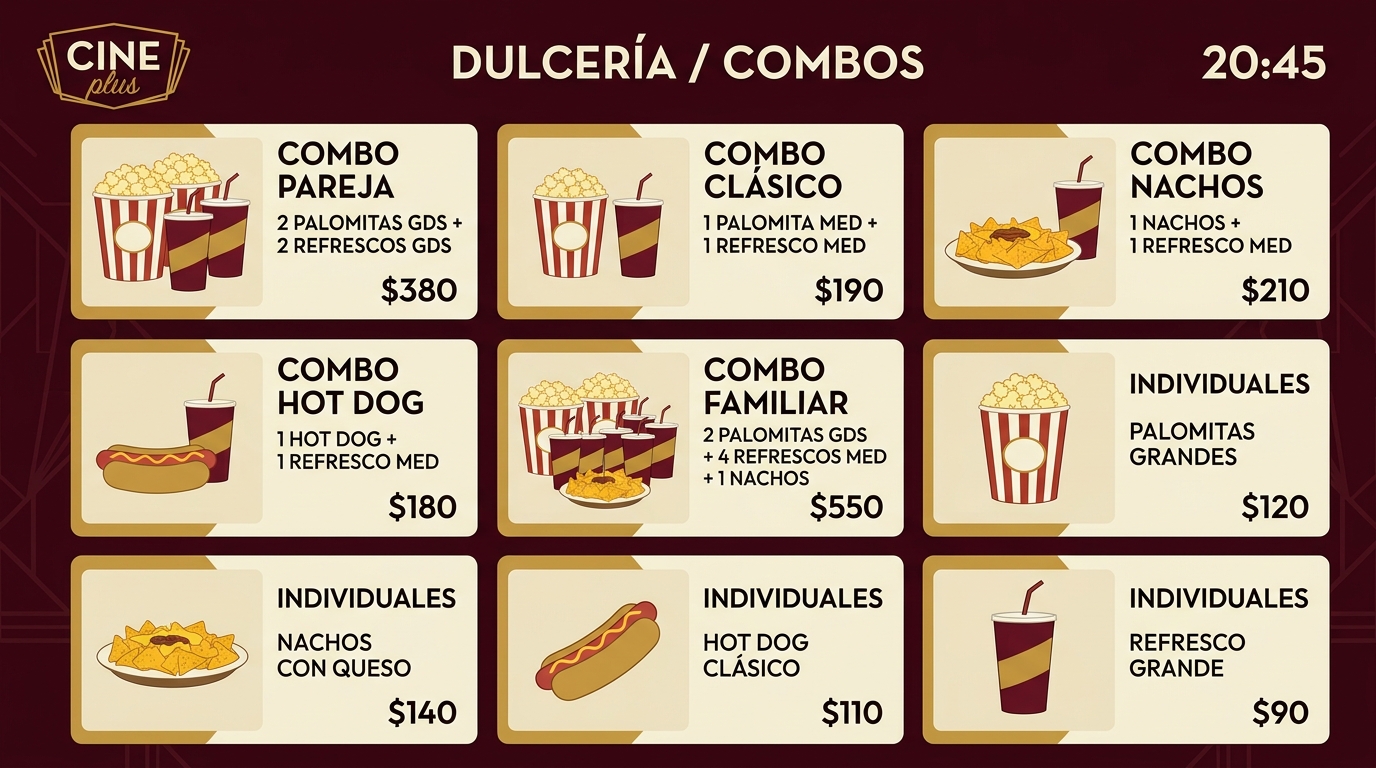 CINE
plus
DULCERÍA / COMBOS
20:45
COMBO
PAREJA
2 PALOMITAS GDS +
2 REFRESCOS GDS
$380
COMBO
CLÁSICO
1 PALOMITA MED +
1 REFRESCO MED
$190
COMBO
NACHOS
1 NACHOS +
1 REFRESCO MED
$210
COMBO
HOT DOG
1 HOT DOG +
1 REFRESCO MED
$180
COMBO
FAMILIAR
2 PALOMITAS GDS
+ 4 REFRESCOS MED
+ 1 NACHOS
$550
INDIVIDUALES
PALOMITAS
GRANDES
$120
INDIVIDUALES
NACHOS
CON QUESO
$140
INDIVIDUALES
HOT DOG
CLÁSICO
$110
INDIVIDUALES
REFRESCO
GRANDE
$90